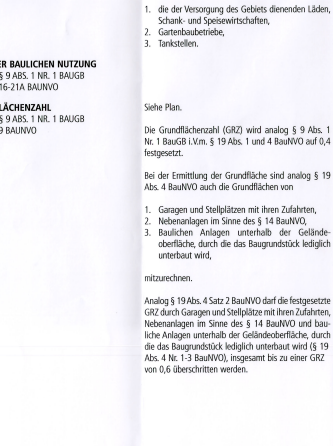 1. die der Versorgung des Gebiets dienenden Läden,
Schank- und Speisewirtschaften,
2. Gartenbaubetriebe,
3. Tankstellen.
ER BAULICHEN NUTZUNG
§ 9 ABS. 1 NR. 1 BAUGB
16-21A BAUNVO
LÄCHENZAHL
§ 9 ABS. 1 NR. 1 BAUGB
9 BAUNVO
Siehe Plan.
Die Grundflächenzahl (GRZ) wird analog § 9 Abs. 1
Nr. 1 BauGB i.V.m. § 19 Abs. 1 und 4 BauNVO auf 0,4
festgesetzt.
Bei der Ermittlung der Grundfläche sind analog § 19
Abs. 4 BauNVO auch die Grundflächen von
1. Garagen und Stellplätzen mit ihren Zufahrten,
2. Nebenanlagen im Sinne des § 14 BauNVO,
3. Baulichen Anlagen unterhalb der Gelände-
oberfläche, durch die das Baugrundstück lediglich
unterbaut wird,
mitzurechnen.
Analog § 19 Abs. 4 Satz 2 BauNVO darf die festgesetzte
GRZ durch Garagen und Stellplätze mit ihren Zufahrten,
Nebenanlagen im Sinne des § 14 BauNVO und bau-
liche Anlagen unterhalb der Geländeoberfläche, durch
die das Baugrundstück lediglich unterbaut wird (§ 19
Abs. 4 Nr. 1-3 BauNVO), insgesamt bis zu einer GRZ
von 0,6 überschritten werden.